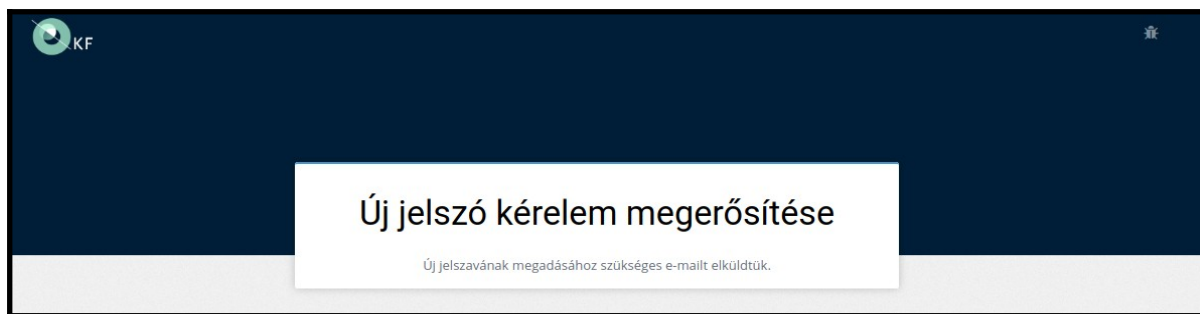 KF
Új jelszó kérelem megerősítése
Új jelszavának megadásához szükséges e-mailt elküldtük.